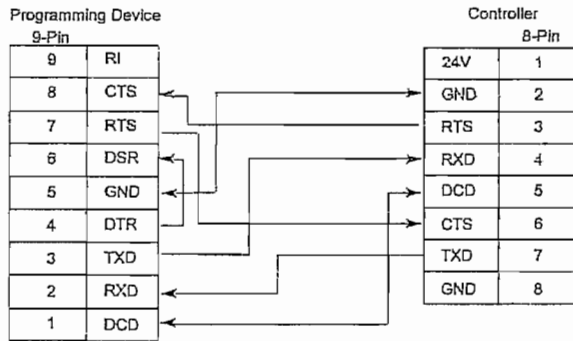 Programming Device
9-Pin
9 RI
8 CTS
7 RTS
6 DSR
5 GND
4 DTR
3 TXD
2 RXD
1 DCD
Controller
8-Pin
24V 1
GND 2
RTS 3
RXD 4
DCD 5
CTS 6
TXD 7
GND 8